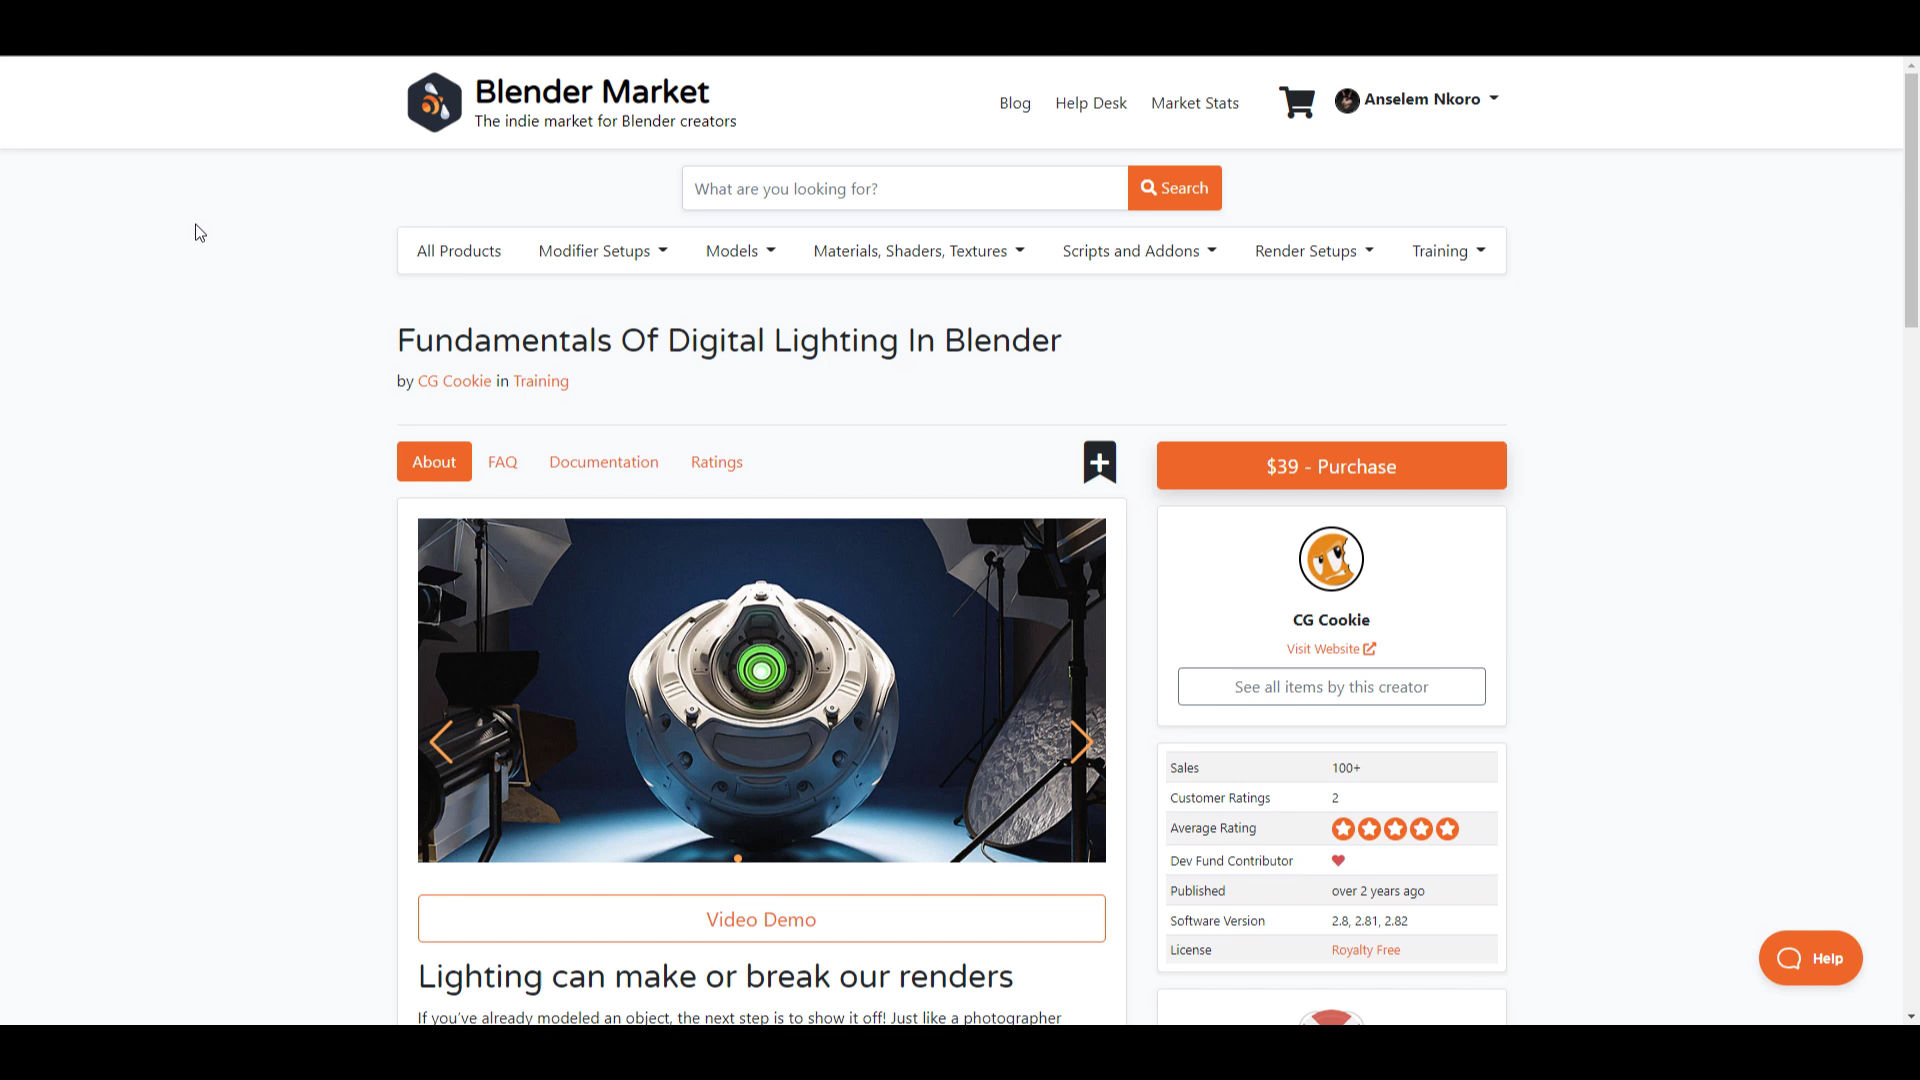 Blender Market
The indie market for Blender creators
Blog Help Desk Market Stats Anselem Nkoro
What are you looking for? Search
All Products Modifier Setups Models Materials, Shaders, Textures Scripts and Addons Render Setups Training
Fundamentals Of Digital Lighting In Blender
by CG Cookie in Training
About FAQ Documentation Ratings
$39 - Purchase
CG Cookie
Visit Website
See all items by this creator
Sales 100+
Customer Ratings 2
Average Rating
Dev Fund Contributor
Published over 2 years ago
Software Version 2.8, 2.81, 2.82
License Royalty Free
Video Demo
Lighting can make or break our renders
If you've already modeled an object, the next step is to show it off! Just like a photographer
Help